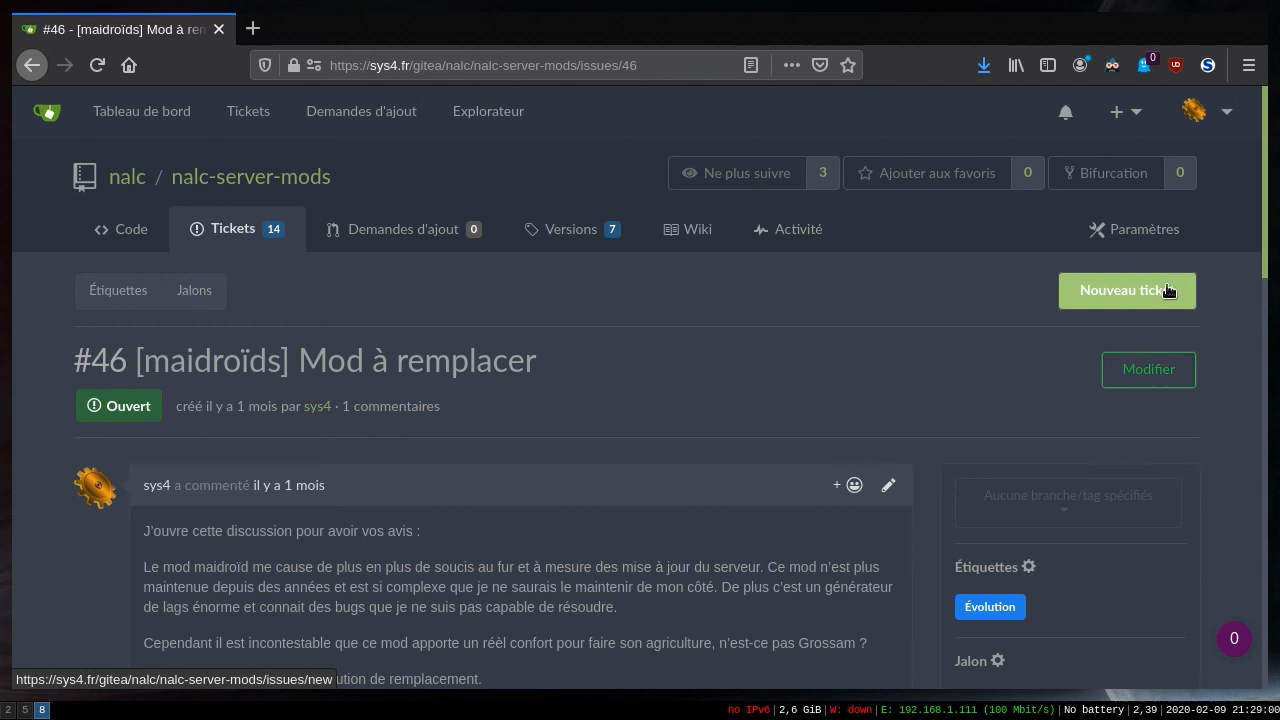 #46 - [maidroïds] Mod à rem
https://sys4.fr/gitea/nalc/nalc-server-mods/issues/46
0
Tableau de bord Tickets Demandes d'ajout Explorateur
nalc / nalc-server-mods
Ne plus suivre 3 Ajouter aux favoris 0 Bifurcation 0
Code Tickets 14 Demandes d'ajout 0 Versions 7 Wiki Activité Paramètres
Étiquettes Jalons
Nouveau
#46 [maidroïds] Mod à remplacer
Modifier
Ouvert créé il y a 1 mois par sys4 · 1 commentaires
sys4 a commenté il y a 1 mois
Aucune branche/tag spécifiés
J'ouvre cette discussion pour avoir vos avis :
Le mod maidroïd me cause de plus en plus de soucis au fur et à mesure des mise à jour du serveur. Ce mod n'est plus
maintenue depuis des années et est si complexe que je ne saurais le maintenir de mon côté. De plus c'est un générateur
de lags énorme et connait des bugs que je ne suis pas capable de résoudre.
Étiquettes
Évolution
Cependant il est incontestable que ce mod apporte un réèl confort pour faire son agriculture, n'est-ce pas Grossam ?
0
Jalon
https://sys4.fr/gitea/nalc/nalc-server-mods/issues/new ution de remplacement.
2 5 8 no IPv6|2,6 GiB|W: down|E: 192.168.1.111 (100 Mbit/s)|No battery|2,39|2020-02-09 21:29:00